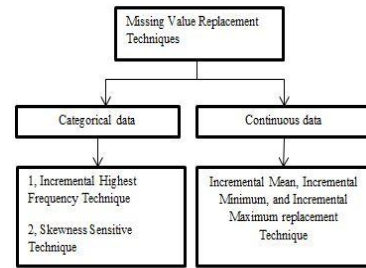 Missing Value Replacement
Techniques
Categorical data
Continuous data
1, Incremental Highest
Frequency Technique
2, Skewness Sensitive
Technique
Incremental Mean, Incremental
Minimum, and Incremental
Maximum replacement
Technique